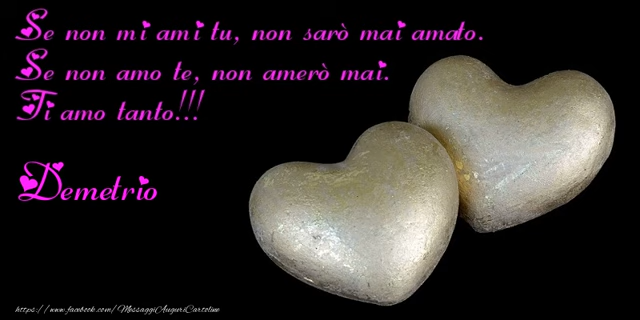 Se non mi ami tu, non sarò mai amato.
Se non amo te, non amerò mai.
Ti amo tanto!!!
Demetrio
https://www.facebook.com/MessaggiAuguriCartoline